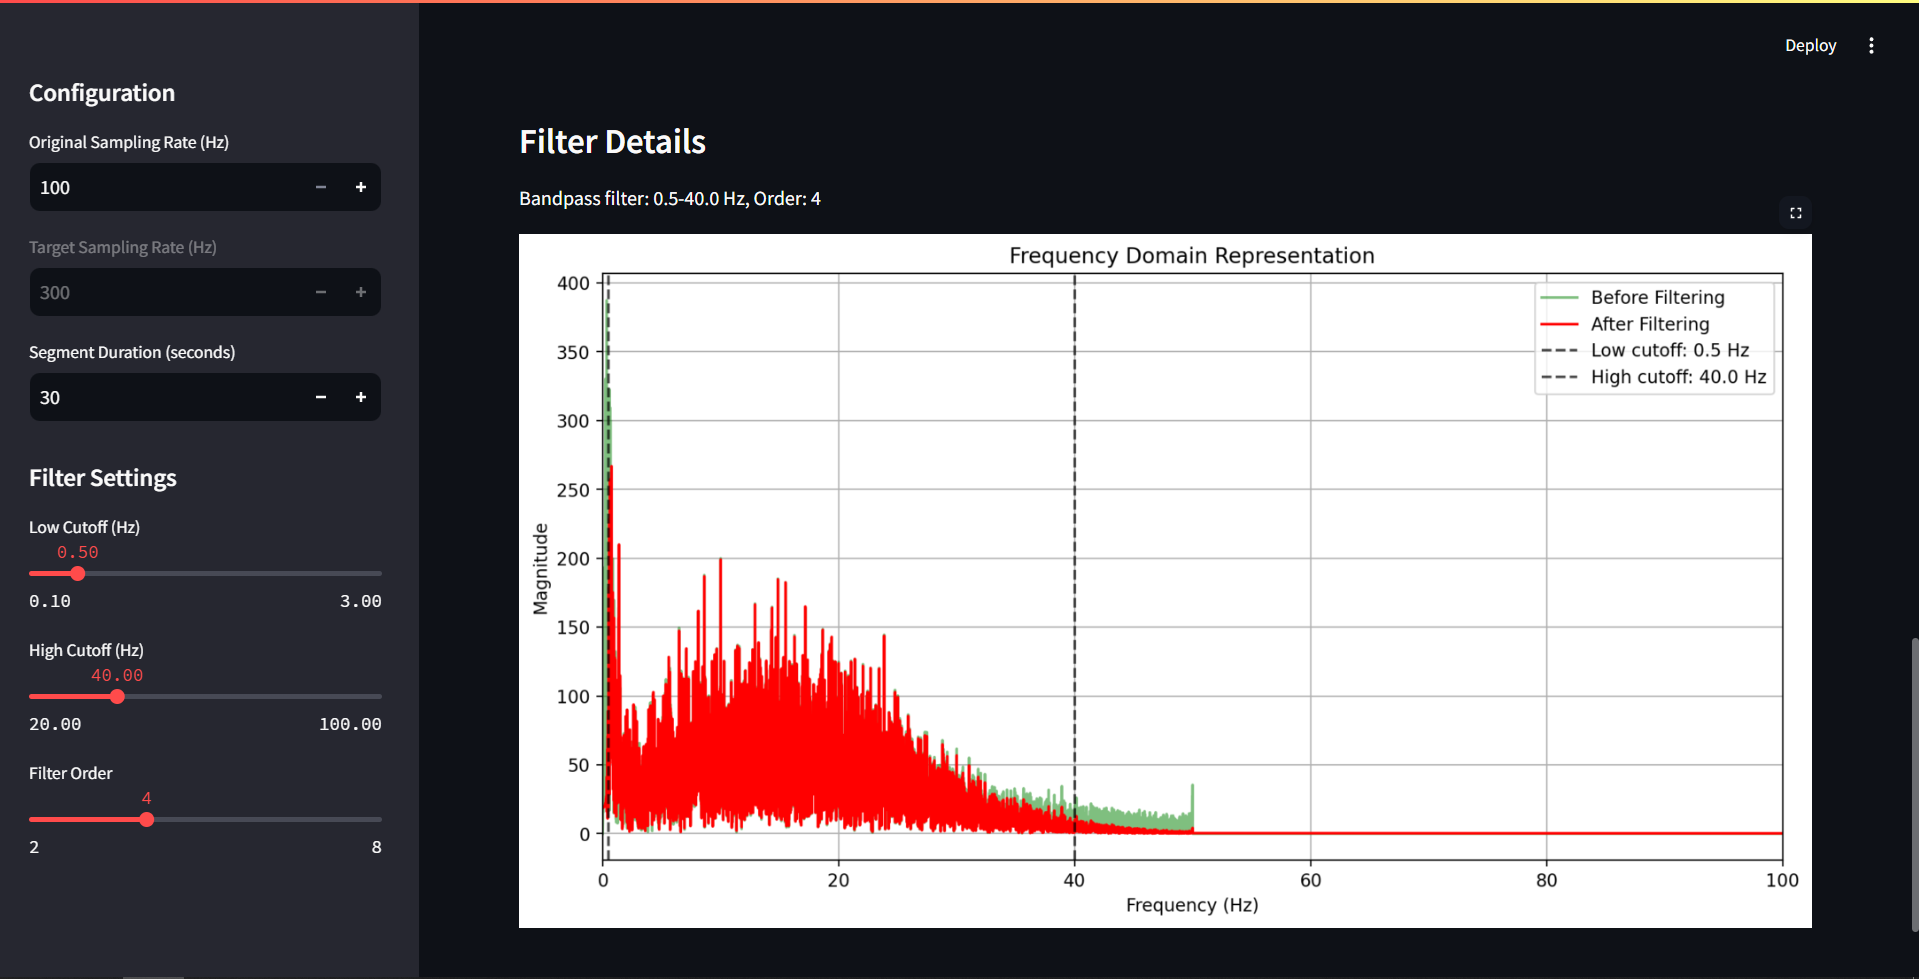 Deploy
Configuration
Original Sampling Rate (Hz)
100
Target Sampling Rate (Hz)
300
Segment Duration (seconds)
30
Filter Settings
Low Cutoff (Hz)
0.50
0.10 3.00
High Cutoff (Hz)
40.00
20.00 100.00
Filter Order
4
2 8
Filter Details
Bandpass filter: 0.5-40.0 Hz, Order: 4
Frequency Domain Representation
Before Filtering
After Filtering
Low cutoff: 0.5 Hz
High cutoff: 40.0 Hz
Magnitude
400
350
300
250
200
150
100
50
0
0 20 40 60 80 100
Frequency (Hz)